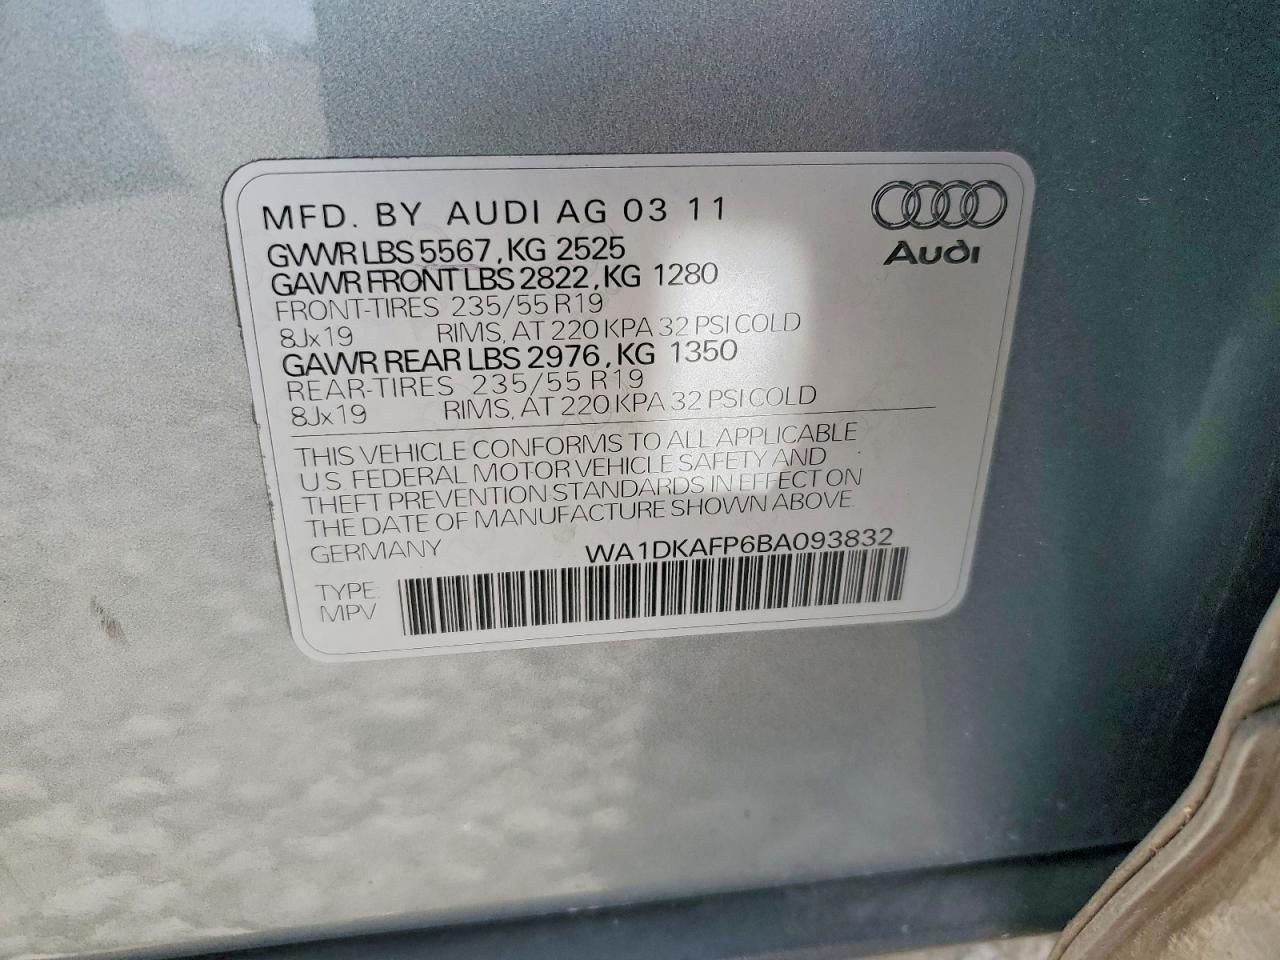 MFD. BY AUDI AG 03 11
Audi
GVWR LBS 5567, KG 2525
GAWR FRONT LBS 2822, KG 1280
FRONT-TIRES 235/55 R19
8Jx19 RIMS, AT 220 KPA 32 PSI COLD
GAWR REAR LBS 2976, KG 1350
REAR-TIRES 235/55 R19
8Jx19 RIMS, AT 220 KPA 32 PSI COLD
THIS VEHICLE CONFORMS TO ALL APPLICABLE
U.S. FEDERAL MOTOR VEHICLE SAFETY AND
THEFT PREVENTION STANDARDS IN EFFECT ON
THE DATE OF MANUFACTURE SHOWN ABOVE.
GERMANY WA1DKAFP6BA093832
TYPE:
MPV